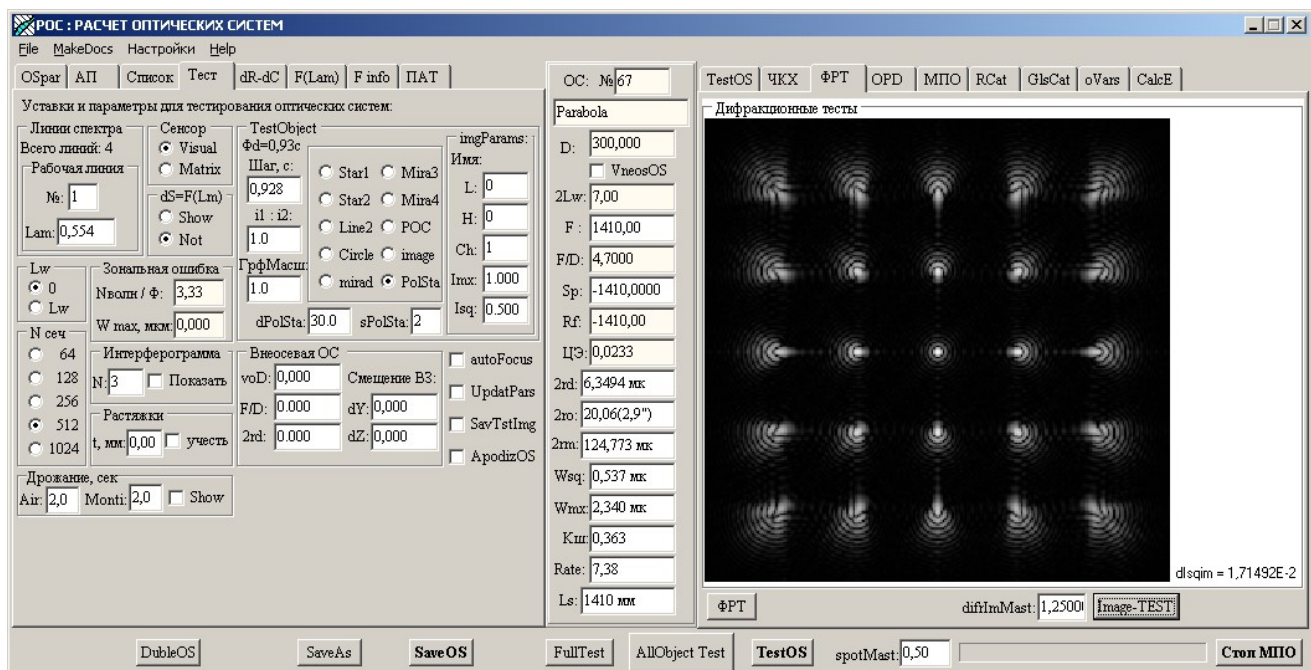 РОС : РАСЧЕТ ОПТИЧЕСКИХ СИСТЕМ
File MakeDocs Настройки Help
OSpar АП Список Тест dR-dC F(Lam) F info ПАТ
Уставки и параметры для тестирования оптических систем:
Линии спектра
Всего линий: 4
Рабочая линия
№: 1
Lam: 0,554
Сенсор
Visual
Matrix
dS=F(Lm)
Show
Not
TestObject
Фd=0,93с
Шаг, с:
0,928
i1 : i2:
1.0
ГрфМасш:
1.0
Star1 Mira3
Star2 Mira4
Line2 POC
Circle image
mirad PolSta
dPolSta: 30.0 sPolSta: 2
imgParams:
Имя:
L: 0
H: 0
Ch: 1
Imx: 1.000
Isq: 0.500
Lw
0
Lw
Зональная ошибка
Nволн / Ф: 3,33
W max, мкм: 0,000
N сеч
64
128
256
512
1024
Интерферограмма
N: 3 Показать
Растяжки
t, мм: 0,00 учесть
Внеосевая ОС
voD: 0,000 Смещение ВЗ:
F/D: 0.000 dY: 0,000
2rd: 0.000 dZ: 0,000
autoFocus
UpdatPars
SavTstImg
ApodizOS
Дрожание, сек
Air: 2,0 Monti: 2,0 Show
ОС: № 67
Parabola
D: 300,000
VneosOS
2Lw: 7,00
F : 1410,00
F/D: 4,7000
Sp: -1410,0000
Rf: -1410,00
ЦЭ: 0,0233
2rd: 6,3494 мк
2ro: 20,06(2,9")
2rm: 124,773 мк
Wsq: 0,537 мк
Wmx: 2,340 мк
Kш: 0,363
Rate: 7,38
Ls: 1410 мм
TestOS ЧКХ ФРТ OPD МПО RCat GlsCat oVars CalcE
Дифракционные тесты
dIsqim = 1,71492E-2
ФРТ difrImMast: 1,2500 Image-TEST
DubleOS SaveAs SaveOS FullTest AllObject Test TestOS spotMast: 0,50 Стоп МПО